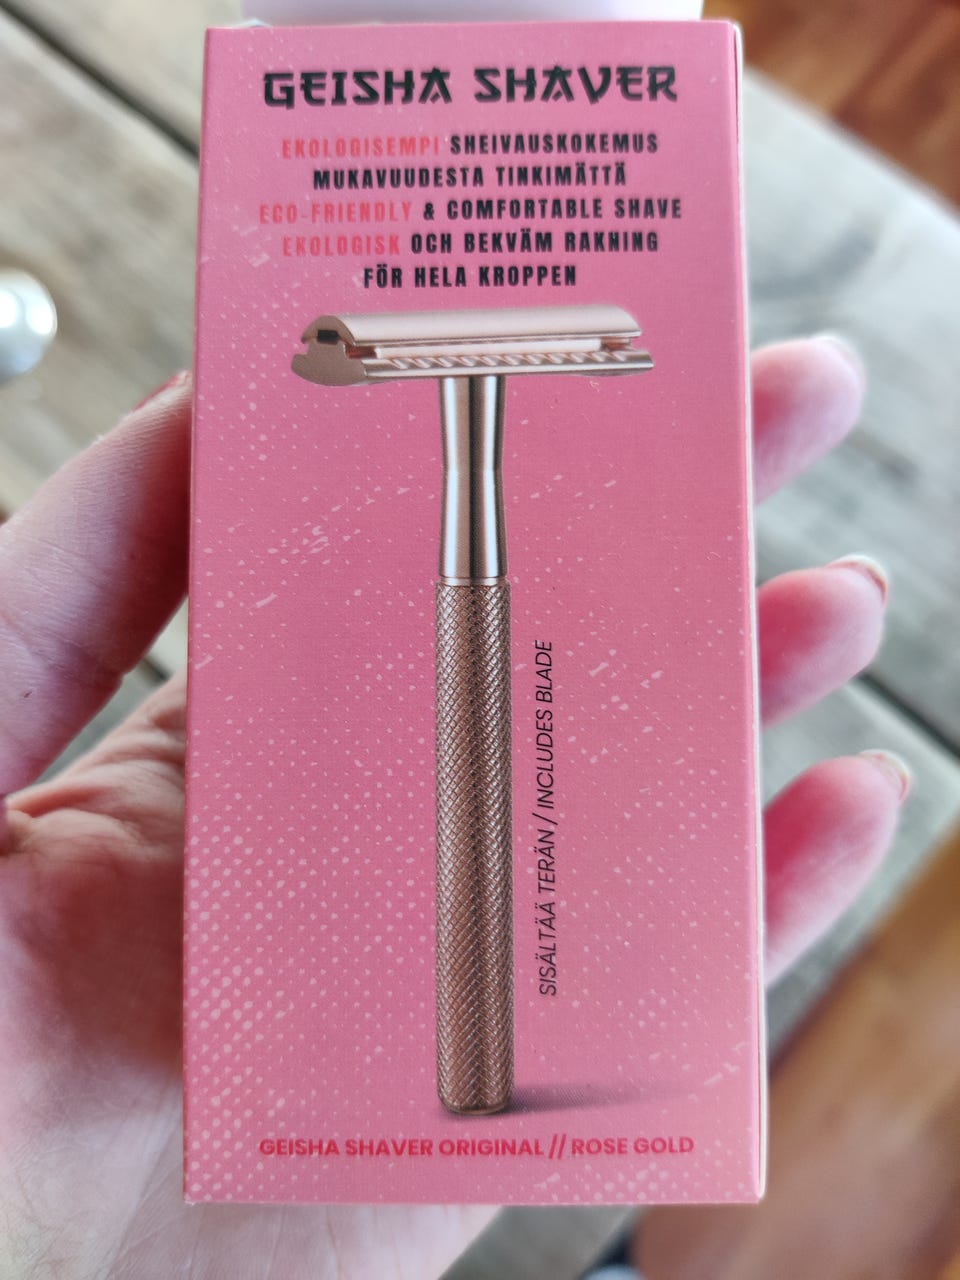 GEISHA SHAVER
EKOLOGISEMPI SHEIVAUSKOKEMUS
MUKAVUUDESTA TINKIMÄTTÄ
ECO-FRIENDLY & COMFORTABLE SHAVE
EKOLOGISK OCH BEKVÄM RAKNING
FÖR HELA KROPPEN
SISÄLTÄÄ TERÄN / INCLUDES BLADE
GEISHA SHAVER ORIGINAL // ROSE GOLD